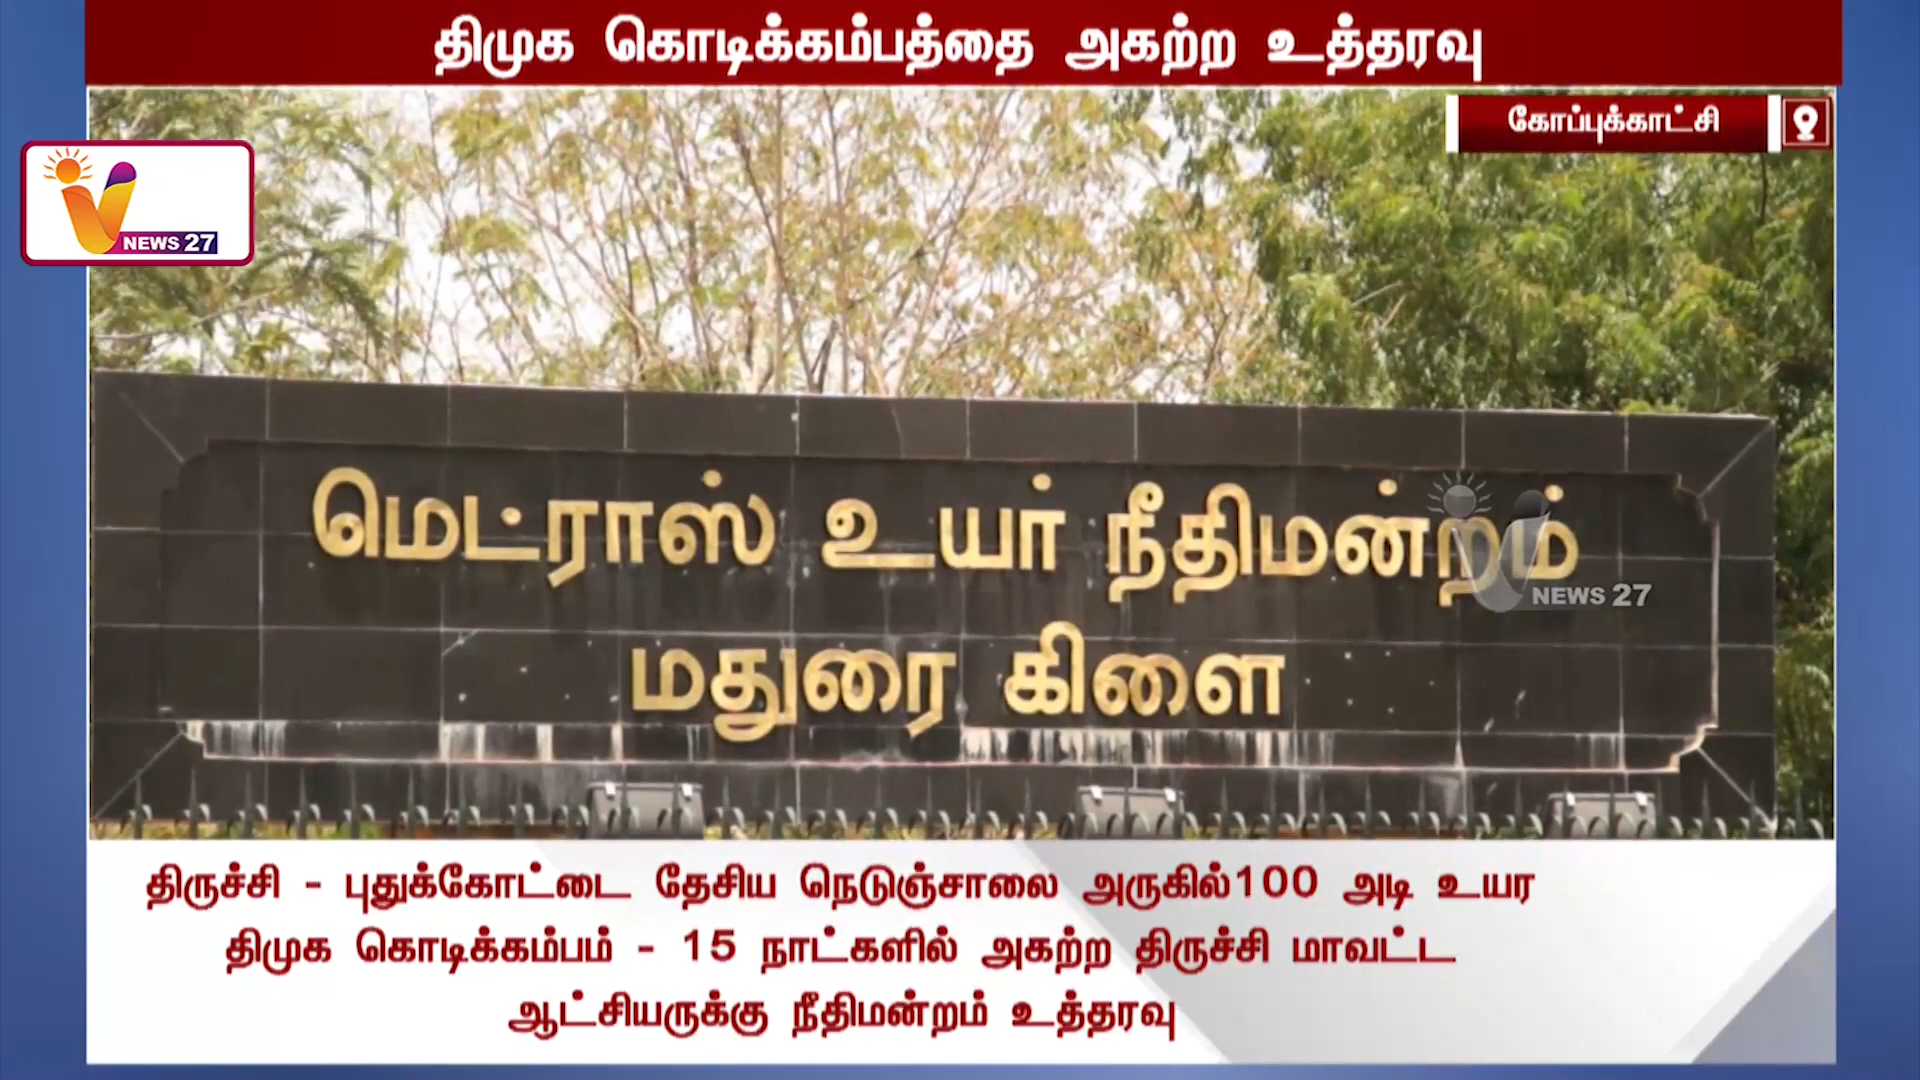 திமுக கொடிக்கம்பத்தை அகற்ற உத்தரவு
கோப்புக்காட்சி
NEWS 27
மெட்ராஸ் உயர் நீதிமன்றம்
NEWS 27
மதுரை கிளை
திருச்சி - புதுக்கோட்டை தேசிய நெடுஞ்சாலை அருகில்100 அடி உயர
திமுக கொடிக்கம்பம் - 15 நாட்களில் அகற்ற திருச்சி மாவட்ட
ஆட்சியருக்கு நீதிமன்றம் உத்தரவு